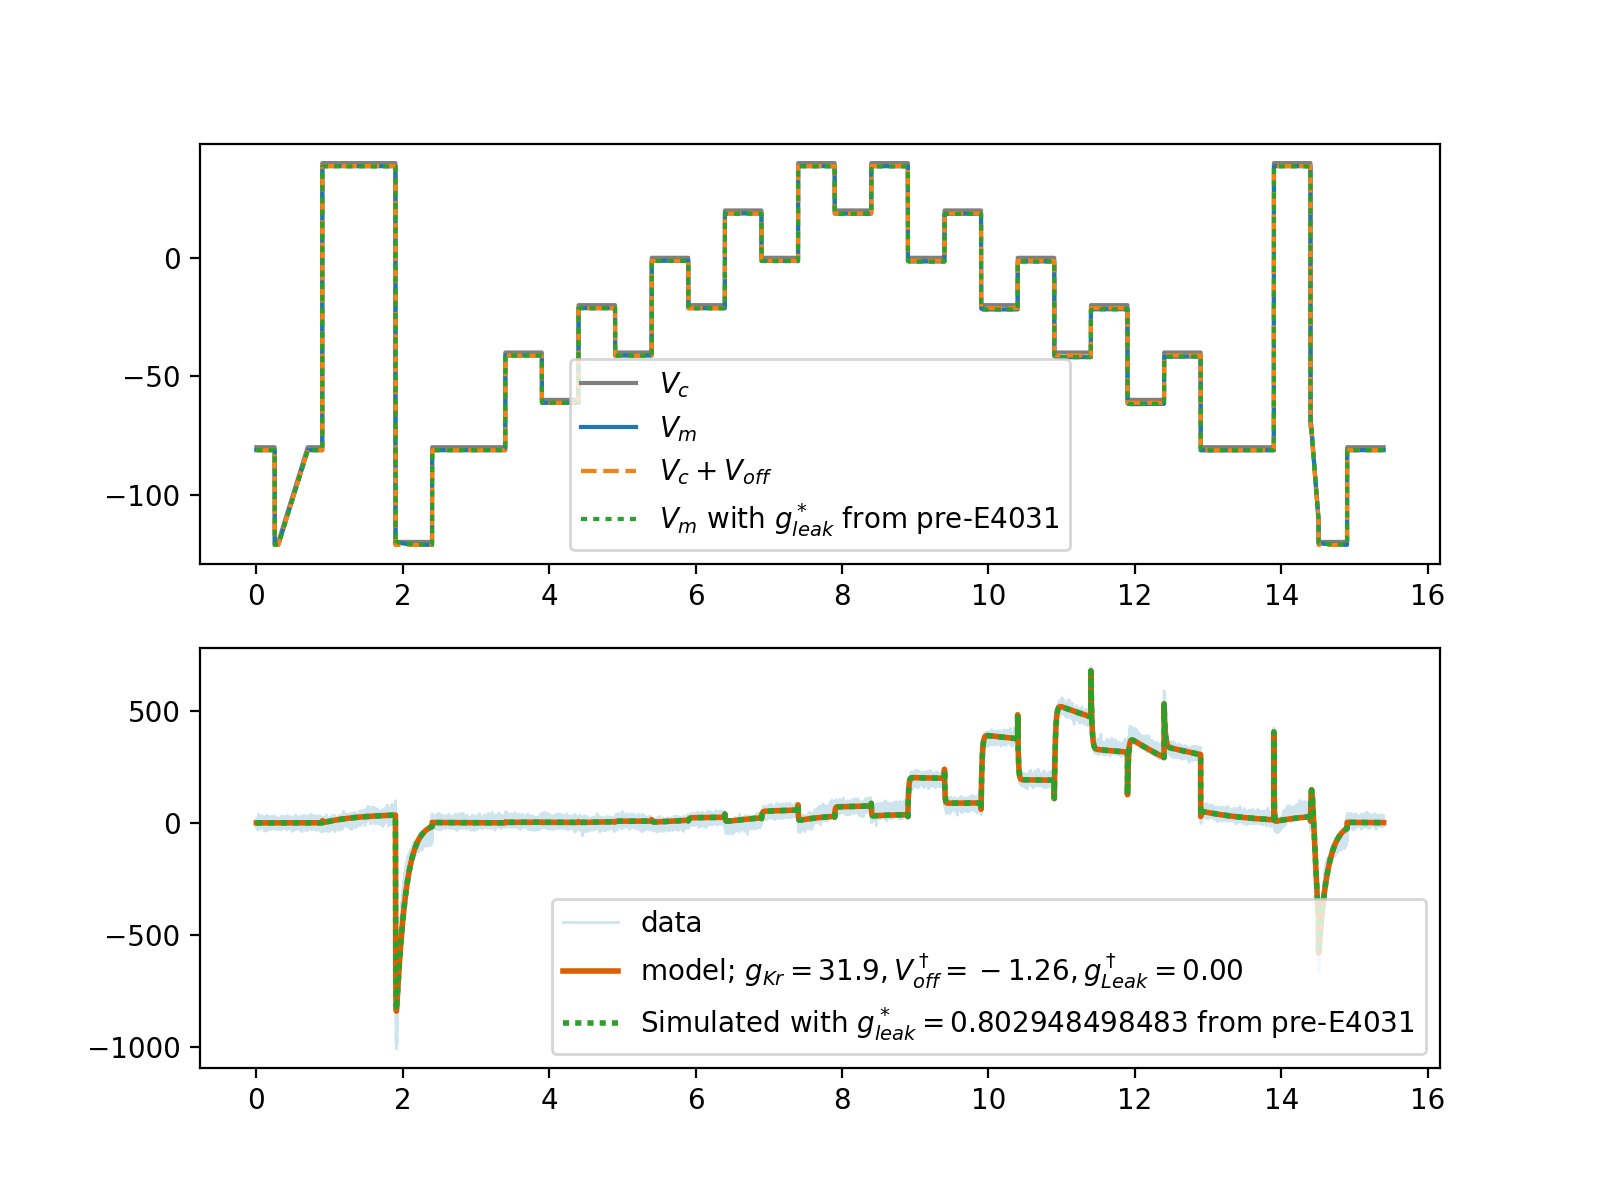 0
−50
−100
V_c
V_m
V_c + V_off
V_m with g*_leak from pre-E4031
0 2 4 6 8 10 12 14 16
500
0
−500
−1000
data
model; g_Kr = 31.9, V†_off = −1.26, g†_Leak = 0.00
Simulated with g*_leak = 0.802948498483 from pre-E4031
0 2 4 6 8 10 12 14 16